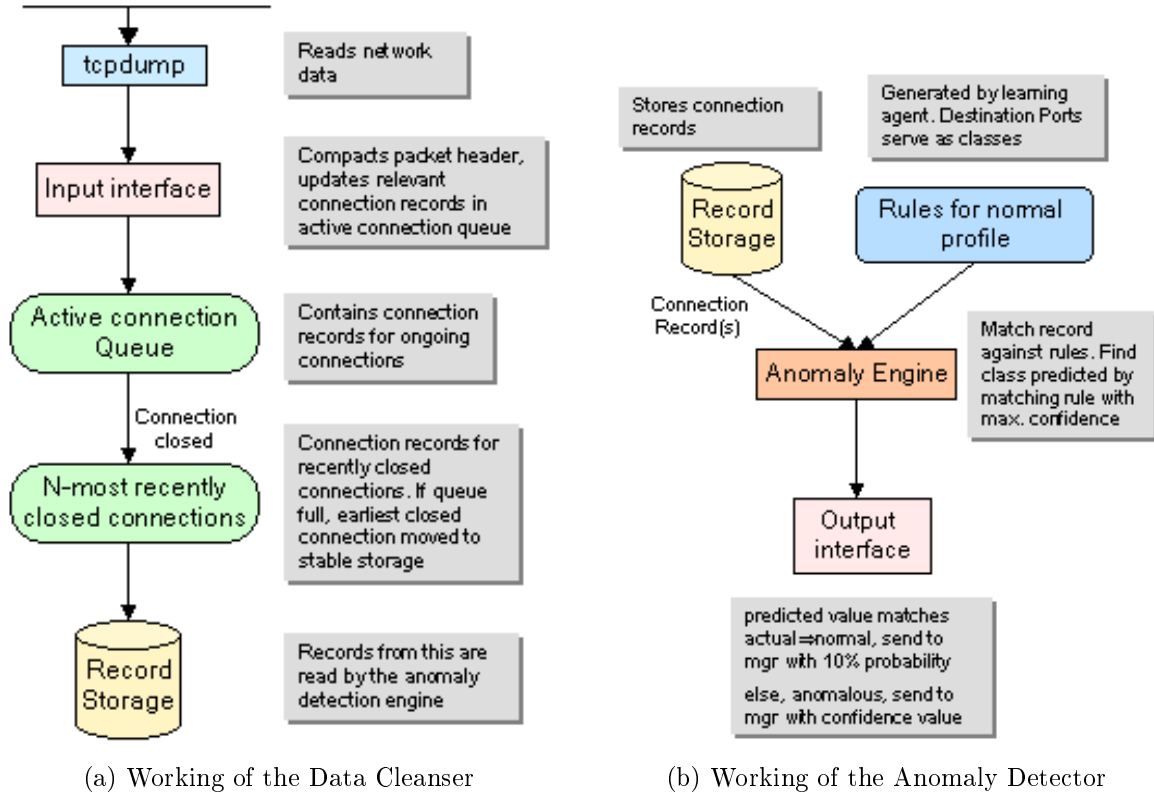 tcpdump
Reads network
data
Input interface
Compacts packet header,
updates relevant
connection records in
active connection queue
Active connection
Queue
Contains connection
records for ongoing
connections
Connection
closed
N-most recently
closed connections
Connection records for
recently closed
connections. If queue
full, earliest closed
connection moved to
stable storage
Record
Storage
Records from this are
read by the anomaly
detection engine
(a) Working of the Data Cleanser
Stores connection
records
Generated by learning
agent. Destination Ports
serve as classes
Record
Storage
Rules for normal
profile
Connection
Record(s)
Anomaly Engine
Match record
against rules. Find
class predicted by
matching rule with
max. confidence
Output
interface
predicted value matches
actual⇒normal, send to
mgr with 10% probability
else, anomalous, send to
mgr with confidence value
(b) Working of the Anomaly Detector